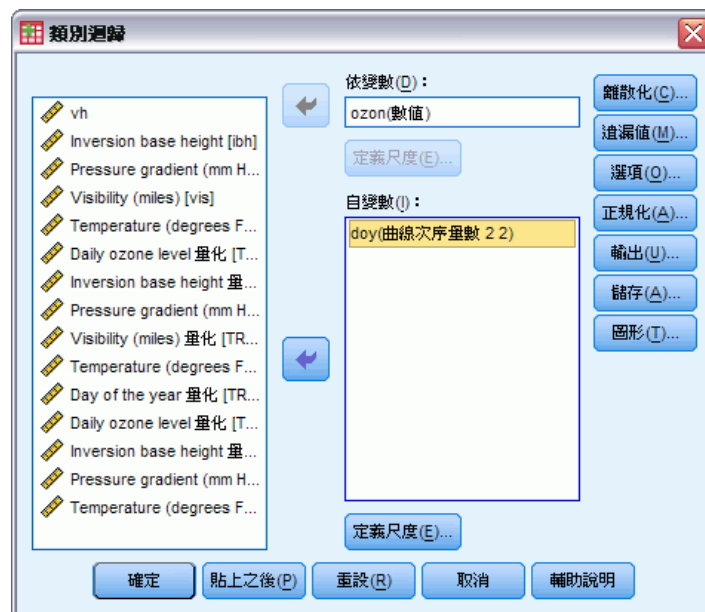 類別迴歸
vh
Inversion base height [ibh]
Pressure gradient (mm H...
Visibility (miles) [vis]
Temperature (degrees F...
Daily ozone level 量化 [T...
Inversion base height 量...
Pressure gradient (mm H...
Visibility (miles) 量化 [TR...
Temperature (degrees F...
Day of the year 量化 [TR...
Daily ozone level 量化 [T...
Inversion base height 量...
Pressure gradient (mm H...
Temperature (degrees F...
依變數(D)：
ozon(數值)
定義尺度(E)...
自變數(I)：
doy(曲線次序量數 2 2)
定義尺度(E)...
離散化(C)...
遺漏值(M)...
選項(O)...
正規化(A)...
輸出(U)...
儲存(A)...
圖形(T)...
確定
貼上之後(P)
重設(R)
取消
輔助說明